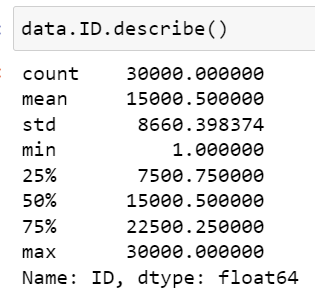 data.ID.describe()
count 30000.000000
mean 15000.500000
std 8660.398374
min 1.000000
25% 7500.750000
50% 15000.500000
75% 22500.250000
max 30000.000000
Name: ID, dtype: float64